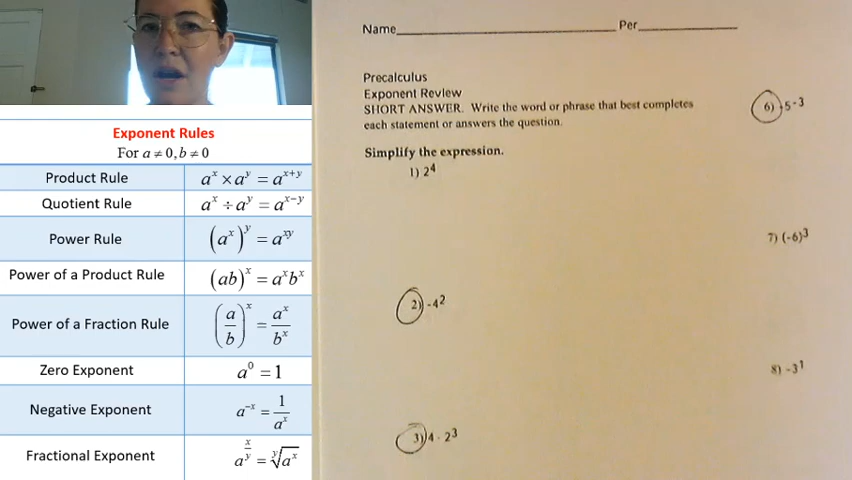 Exponent Rules
For a ≠ 0, b ≠ 0
Product Rule a^x × a^y = a^{x+y}
Quotient Rule a^x ÷ a^y = a^{x−y}
Power Rule (a^x)^y = a^{xy}
Power of a Product Rule (ab)^x = a^x b^x
Power of a Fraction Rule (a/b)^x = a^x/b^x
Zero Exponent a^0 = 1
Negative Exponent a^{−x} = 1/a^x
Fractional Exponent a^{x/y} = ʸ√(a^x)
Name_______________ Per_______________
Precalculus
Exponent Review
SHORT ANSWER. Write the word or phrase that best completes
each statement or answers the question.
Simplify the expression.
1) 2^4
2) -4^2
3) 4 · 2^3
6) -5^{-3}
7) (-6)^3
8) -3^1